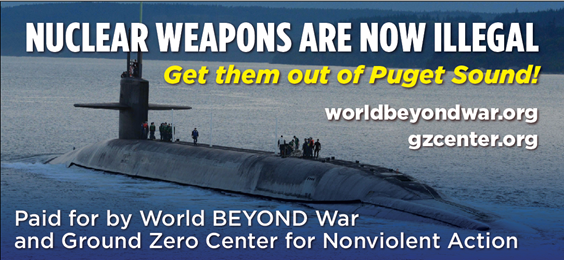 NUCLEAR WEAPONS ARE NOW ILLEGAL
Get them out of Puget Sound!
worldbeyondwar.org
gzcenter.org
Paid for by World BEYOND War
and Ground Zero Center for Nonviolent Action